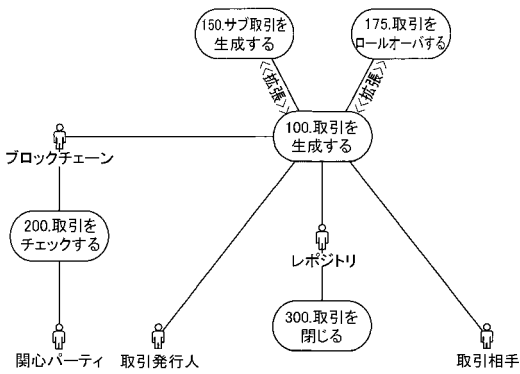 150.サブ取引を
生成する
175.取引を
ロールオーバする
<<拡張>>
<<拡張>>
100.取引を
生成する
ブロックチェーン
200.取引を
チェックする
レポジトリ
300.取引を
閉じる
関心パーティ
取引発行人
取引相手